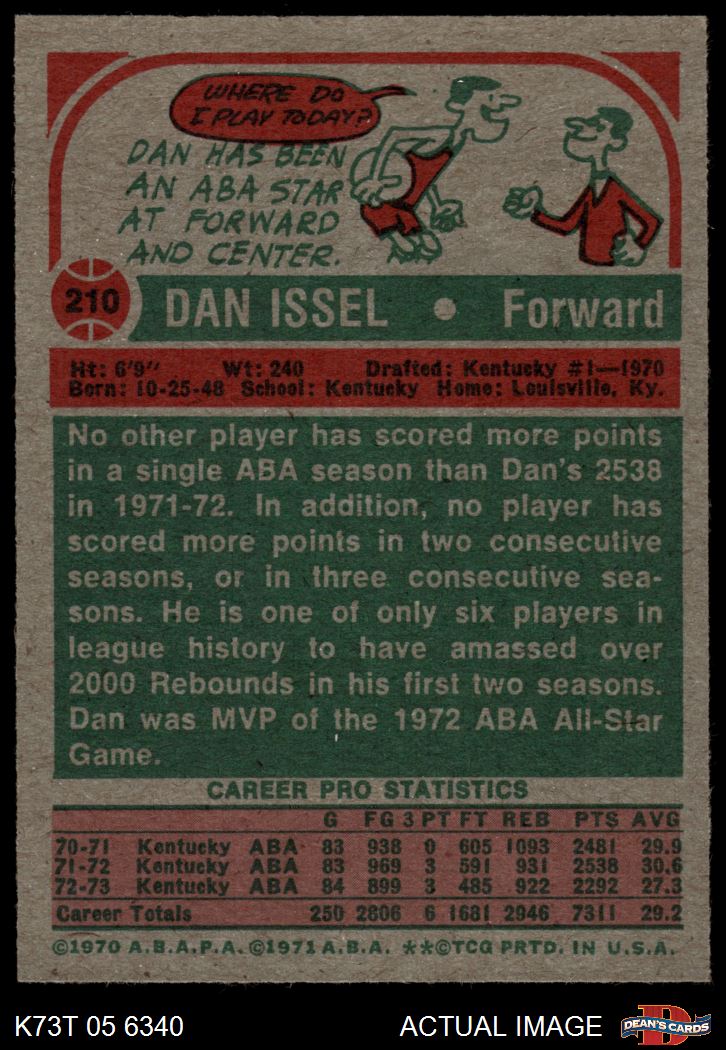 WHERE DO
I PLAY TODAY?
DAN HAS BEEN
AN ABA STAR
AT FORWARD
AND CENTER.
210 DAN ISSEL • Forward
Ht: 6'9" Wt: 240 Drafted: Kentucky #1—1970
Born: 10-25-48 School: Kentucky Home: Louisville, Ky.
No other player has scored more points
in a single ABA season than Dan's 2538
in 1971-72. In addition, no player has
scored more points in two consecutive
seasons, or in three consecutive sea-
sons. He is one of only six players in
league history to have amassed over
2000 Rebounds in his first two seasons.
Dan was MVP of the 1972 ABA All-Star
Game.
CAREER PRO STATISTICS
G FG 3 PT FT REB PTS AVG
70-71 Kentucky ABA 83 938 0 605 1093 2481 29.9
71-72 Kentucky ABA 83 969 3 591 931 2538 30.6
72-73 Kentucky ABA 84 899 3 485 922 2292 27.3
Career Totals 250 2806 6 1681 2946 7311 29.2
©1970 A.B.A.P.A. ©1971 A.B.A. **©TCG PRTD. IN U.S.A.
K73T 05 6340 ACTUAL IMAGE D DEAN'S CARDS